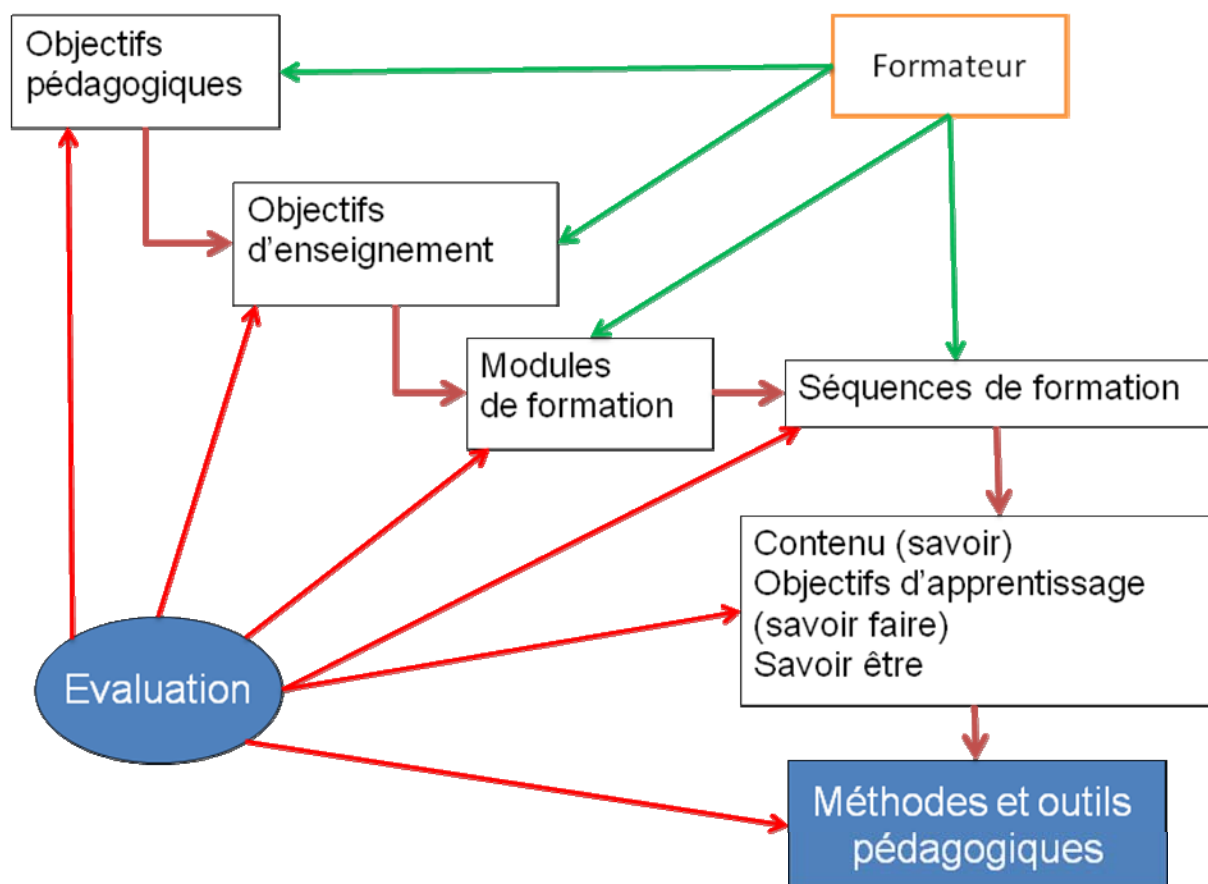 Objectifs
pédagogiques
Formateur
Objectifs
d'enseignement
Modules
de formation
Séquences de formation
Contenu (savoir)
Objectifs d'apprentissage
(savoir faire)
Savoir être
Evaluation
Méthodes et outils
pédagogiques